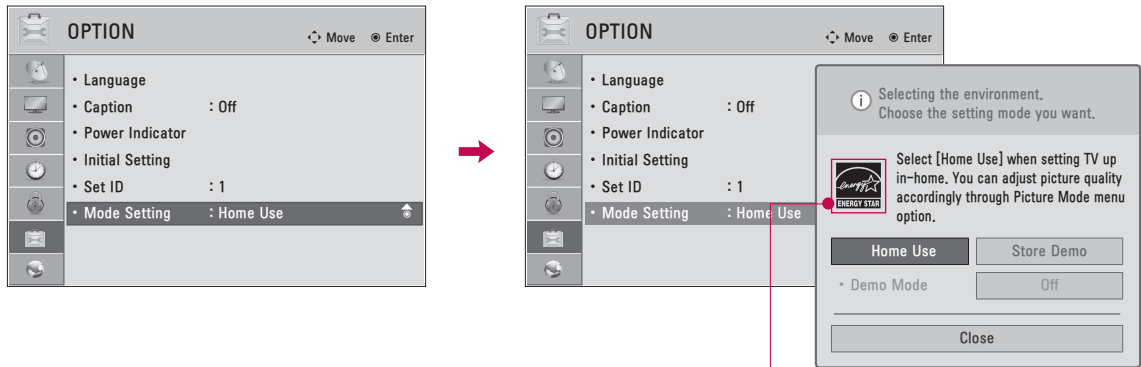 OPTION
Move Enter
• Language
• Caption : Off
• Power Indicator
• Initial Setting
• Set ID : 1
• Mode Setting : Home Use
OPTION
Move Enter
• Language
• Caption : Off
• Power Indicator
• Initial Setting
• Set ID : 1
• Mode Setting : Home Use
i
Selecting the environment.
Choose the setting mode you want.
energy
ENERGY STAR
Select [Home Use] when setting TV up
in-home. You can adjust picture quality
accordingly through Picture Mode menu
option.
Home Use Store Demo
• Demo Mode Off
Close